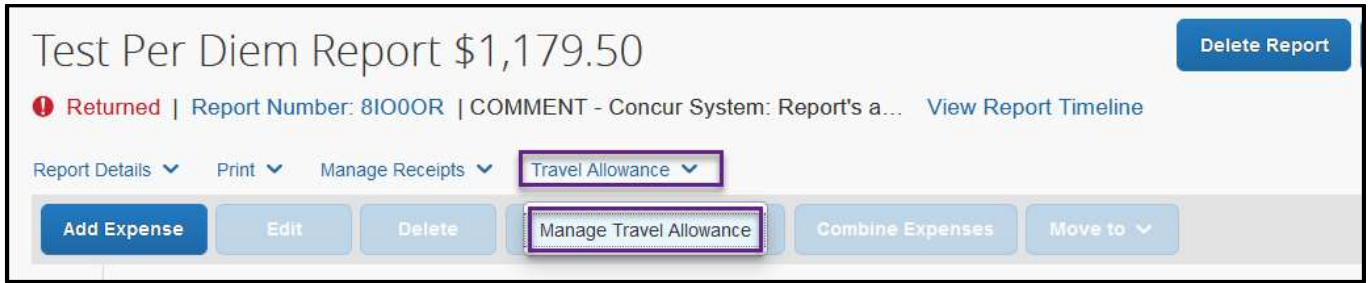 Test Per Diem Report $1,179.50
Delete Report
Returned | Report Number: 8IO0OR | COMMENT - Concur System: Report's a... View Report Timeline
Report Details Print Manage Receipts Travel Allowance
Add Expense Edit Delete Manage Travel Allowance Combine Expenses Move to